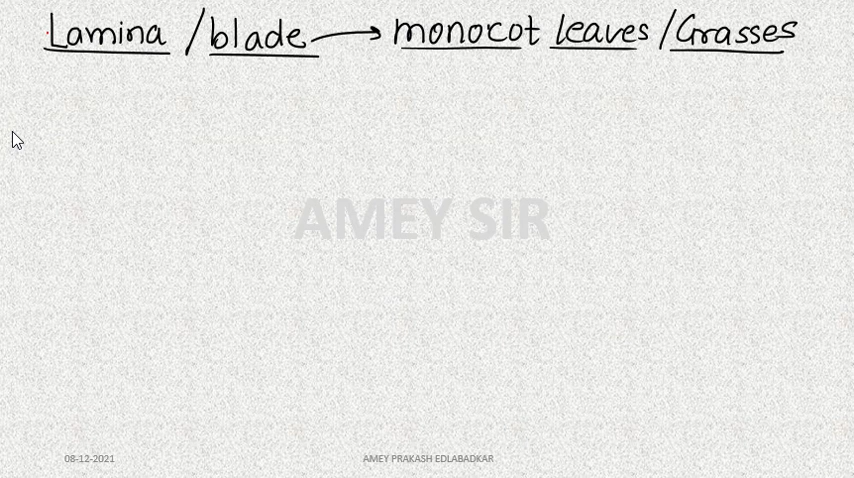 Lamina / blade → monocot leaves / Grasses
AMEY SIR
08-12-2021 AMEY PRAKASH EDLABADKAR